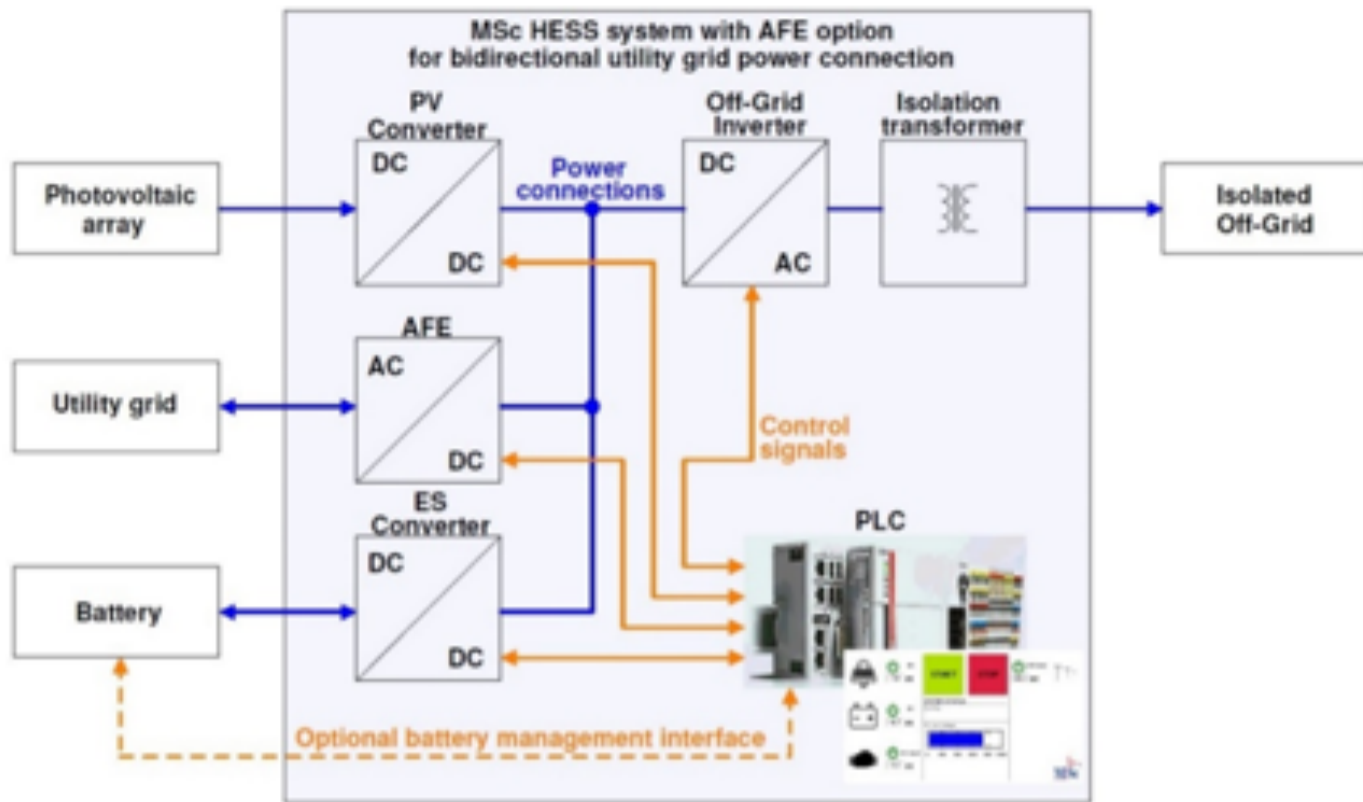 MSc HESS system with AFE option
for bidirectional utility grid power connection
PV
Converter
Off-Grid
Inverter
Isolation
transformer
DC
DC
Power
connections
DC
AC
Photovoltaic
array
Isolated
Off-Grid
AFE
AC
DC
Utility grid
Control
signals
ES
Converter
DC
DC
Battery
PLC
START
STOP
Optional battery management interface